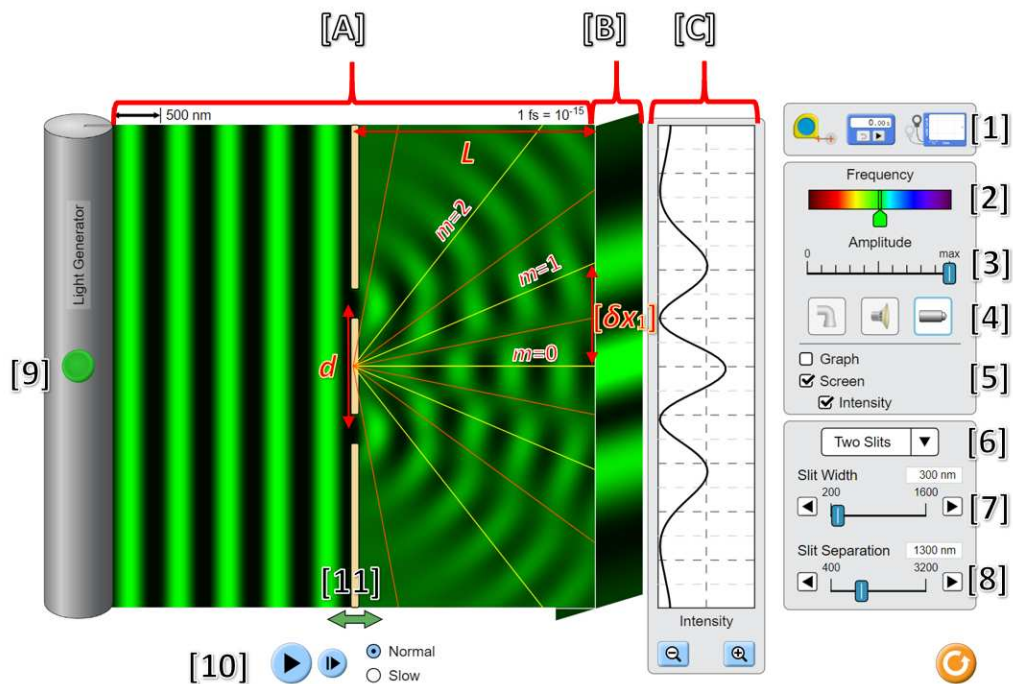 [A] [B] [C]
500 nm
1 fs = 10-15
Light Generator
L
m=2
m=1
[δx1]
m=0
d
[9]
[11]
[10]
Normal
Slow
Intensity
0.00 s
[1]
Frequency
[2]
Amplitude
0 max
[3]
[4]
Graph
Screen
Intensity
[5]
Two Slits
[6]
Slit Width 300 nm
200 1600
[7]
Slit Separation 1300 nm
400 3200
[8]